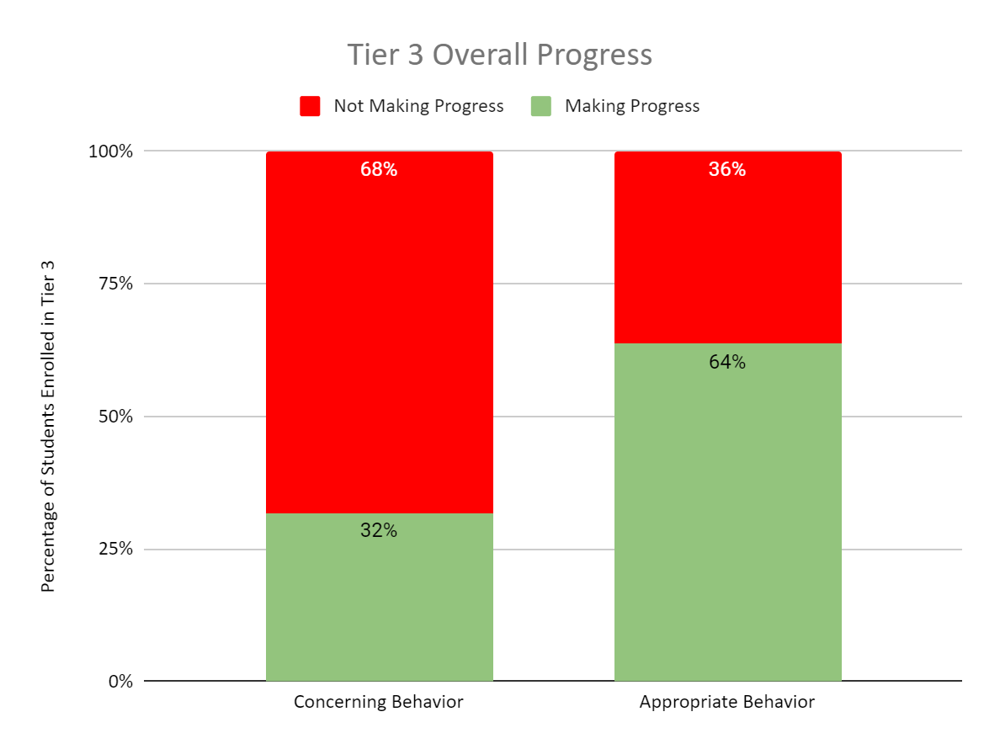 Tier 3 Overall Progress
Not Making Progress
Making Progress
Percentage of Students Enrolled in Tier 3
100%
75%
50%
25%
0%
68%
36%
64%
32%
Concerning Behavior
Appropriate Behavior